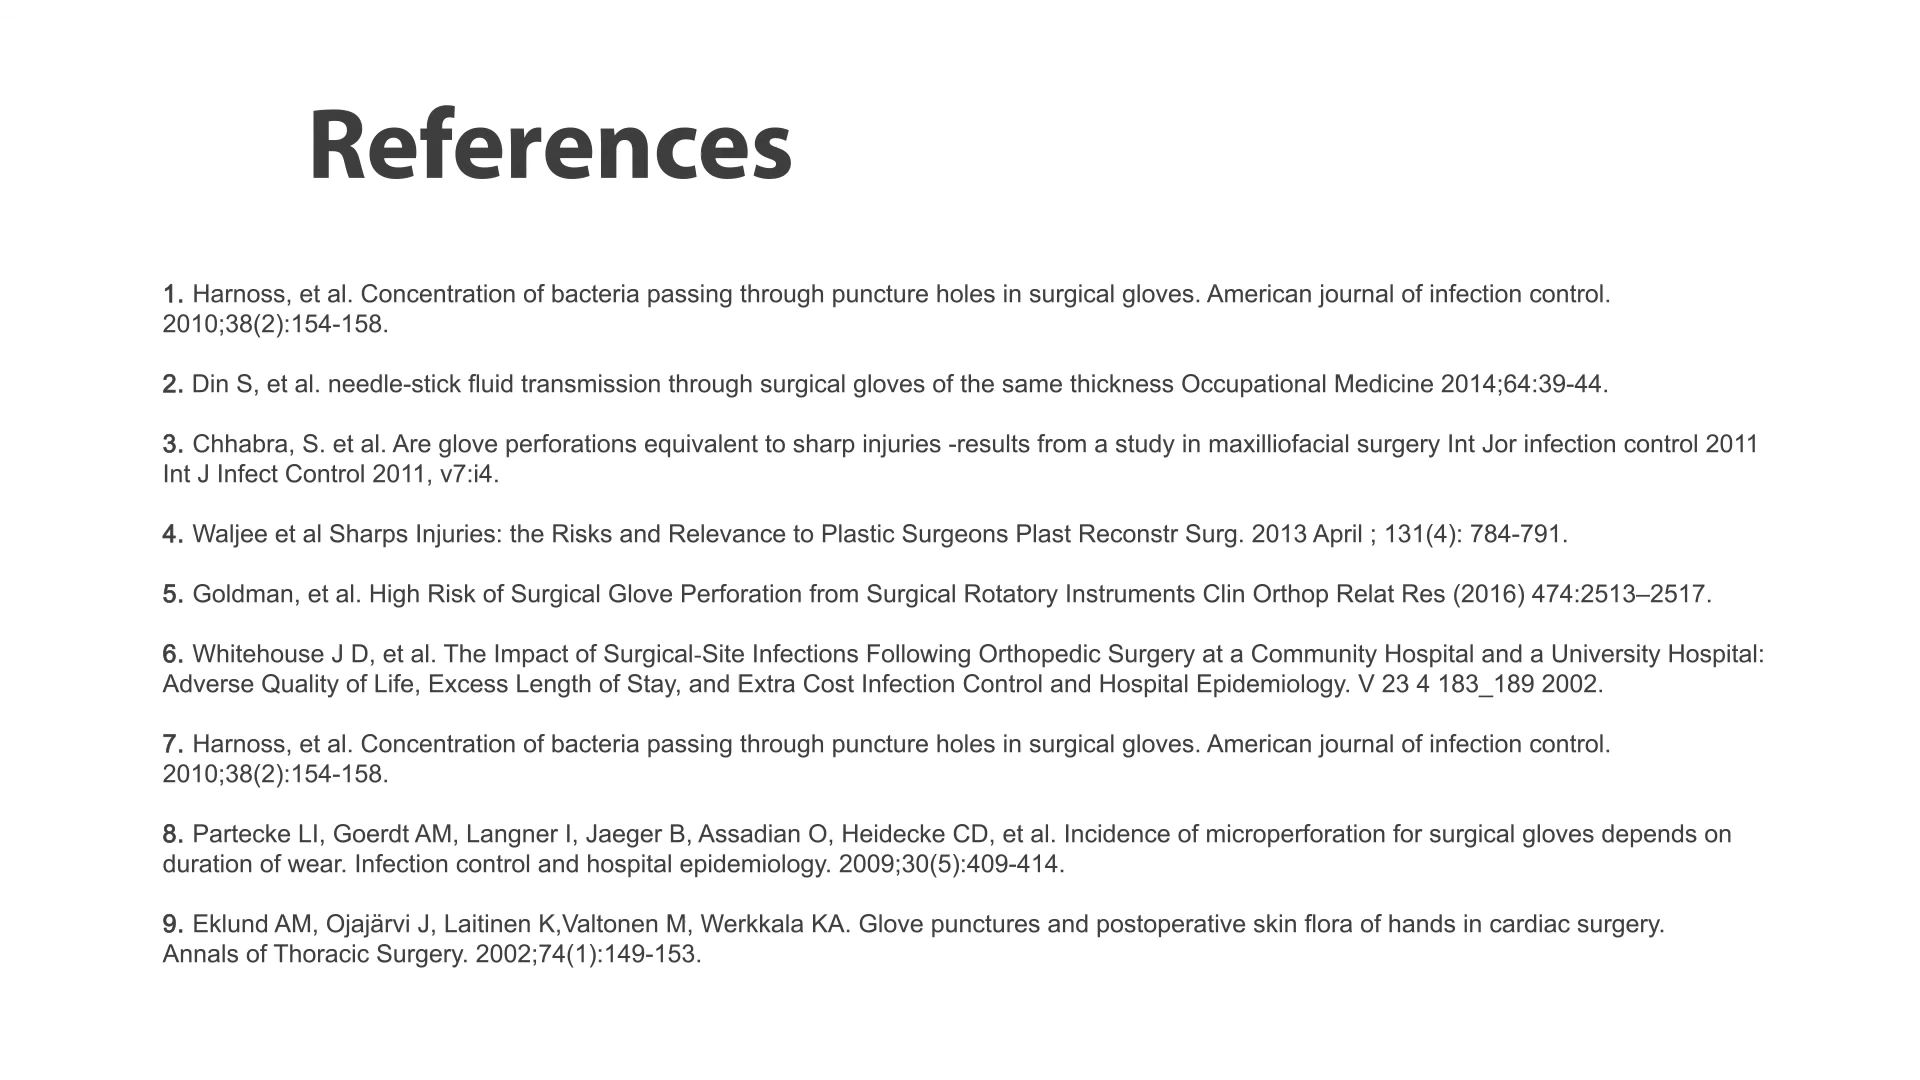 References
1. Harnoss, et al. Concentration of bacteria passing through puncture holes in surgical gloves. American journal of infection control.
2010;38(2):154-158.
2. Din S, et al. needle-stick fluid transmission through surgical gloves of the same thickness Occupational Medicine 2014;64:39-44.
3. Chhabra, S. et al. Are glove perforations equivalent to sharp injuries -results from a study in maxilliofacial surgery Int Jor infection control 2011
Int J Infect Control 2011, v7:i4.
4. Waljee et al Sharps Injuries: the Risks and Relevance to Plastic Surgeons Plast Reconstr Surg. 2013 April ; 131(4): 784-791.
5. Goldman, et al. High Risk of Surgical Glove Perforation from Surgical Rotatory Instruments Clin Orthop Relat Res (2016) 474:2513–2517.
6. Whitehouse J D, et al. The Impact of Surgical-Site Infections Following Orthopedic Surgery at a Community Hospital and a University Hospital:
Adverse Quality of Life, Excess Length of Stay, and Extra Cost Infection Control and Hospital Epidemiology. V 23 4 183_189 2002.
7. Harnoss, et al. Concentration of bacteria passing through puncture holes in surgical gloves. American journal of infection control.
2010;38(2):154-158.
8. Partecke LI, Goerdt AM, Langner I, Jaeger B, Assadian O, Heidecke CD, et al. Incidence of microperforation for surgical gloves depends on
duration of wear. Infection control and hospital epidemiology. 2009;30(5):409-414.
9. Eklund AM, Ojajärvi J, Laitinen K,Valtonen M, Werkkala KA. Glove punctures and postoperative skin flora of hands in cardiac surgery.
Annals of Thoracic Surgery. 2002;74(1):149-153.